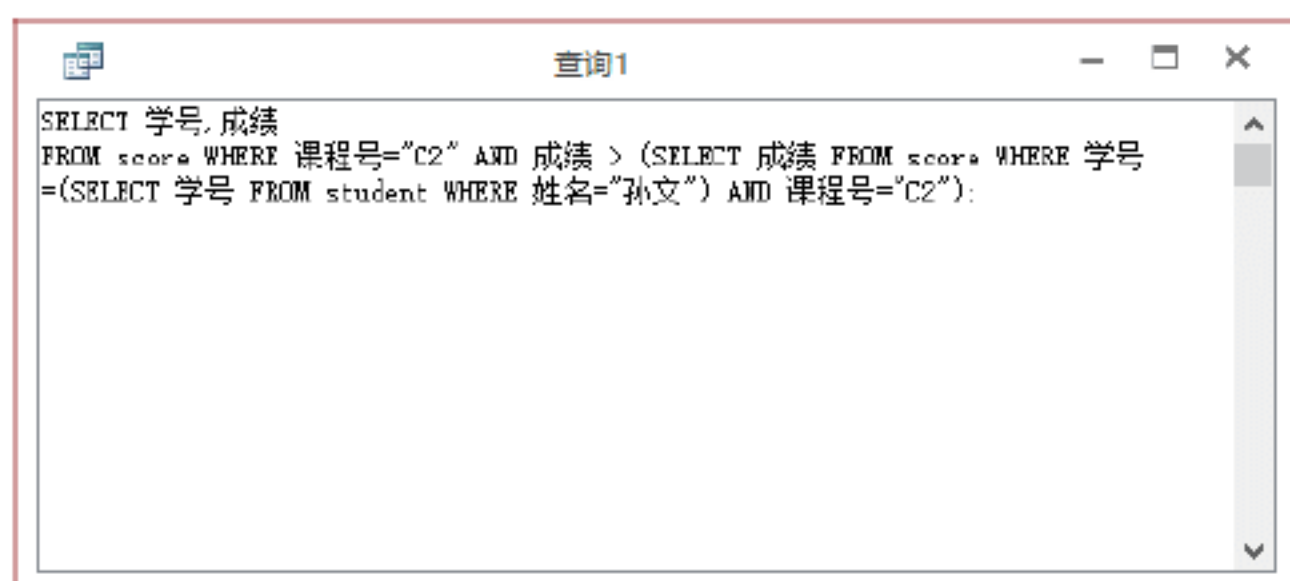 查询1
SELECT 学号,成绩
FROM score WHERE 课程号="C2" AND 成绩 > (SELECT 成绩 FROM score WHERE 学号
=(SELECT 学号 FROM student WHERE 姓名="孙文") AND 课程号="C2");